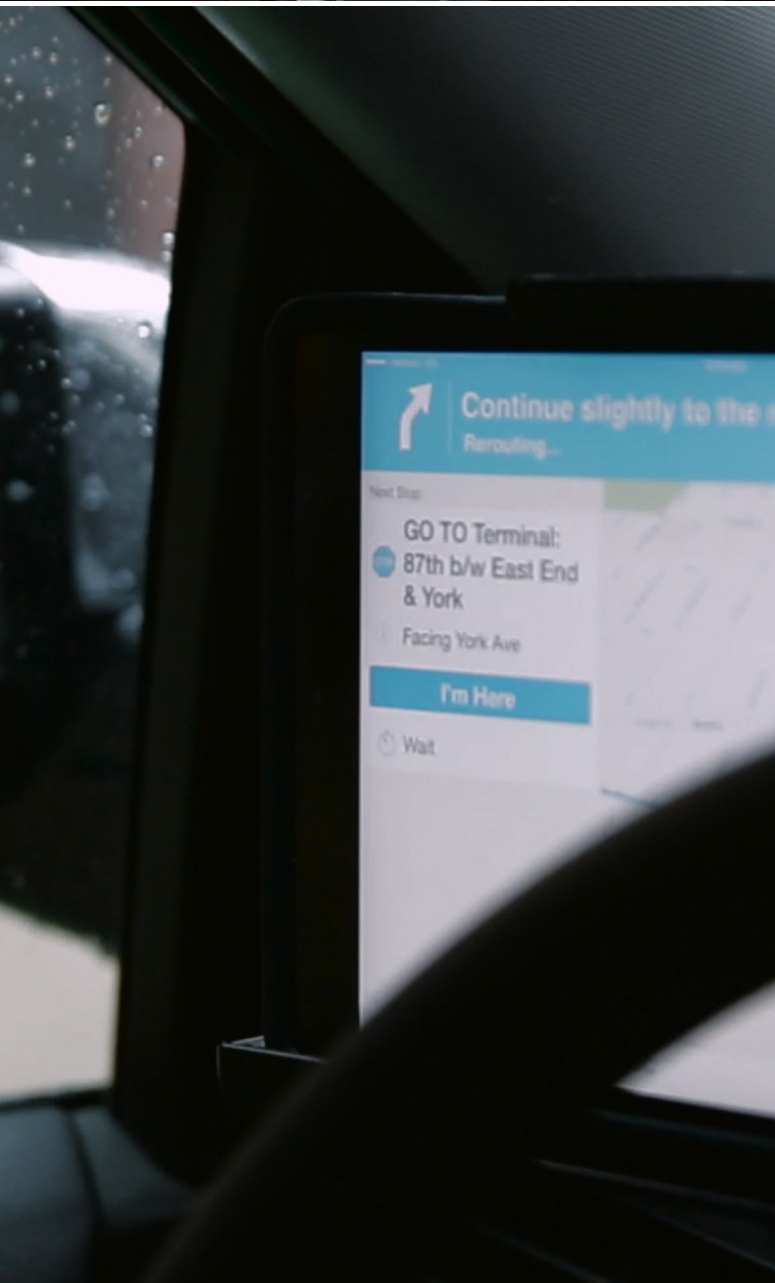 Continue slightly to the
Rerouting...
Next Stop:
GO TO Terminal:
87th b/w East End
& York
Facing York Ave
I'm Here
Wait